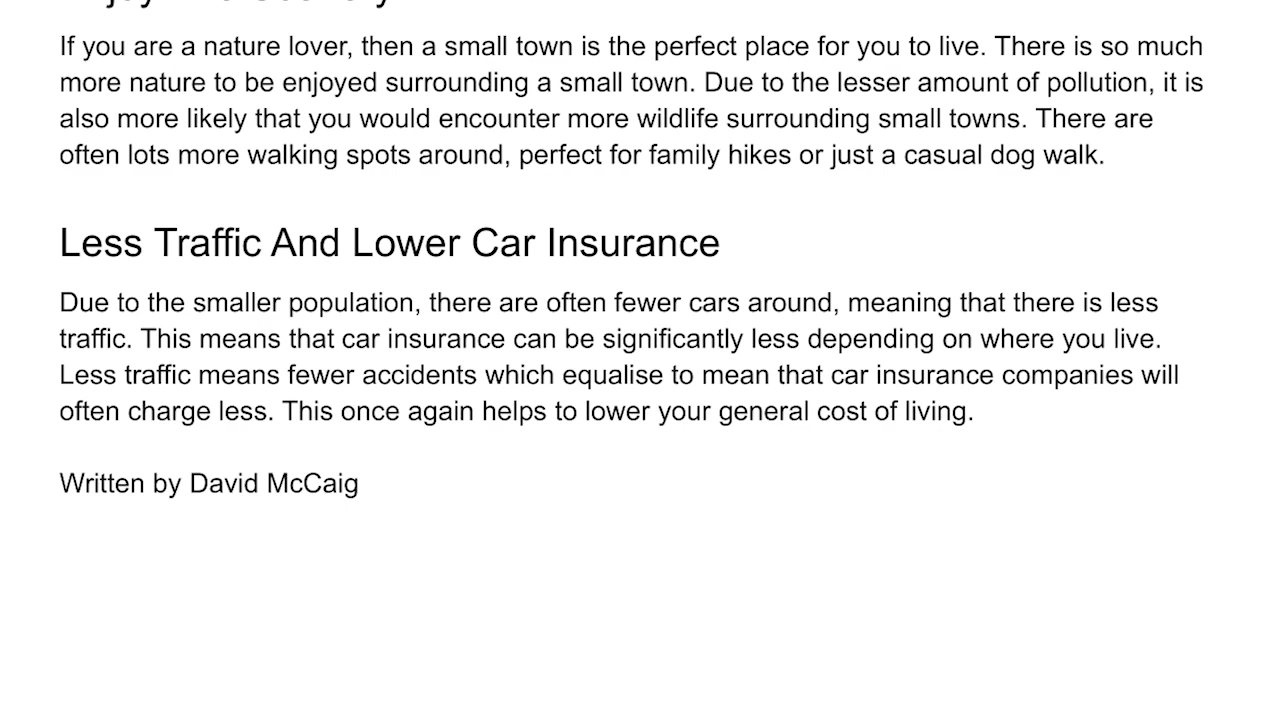 If you are a nature lover, then a small town is the perfect place for you to live. There is so much
more nature to be enjoyed surrounding a small town. Due to the lesser amount of pollution, it is
also more likely that you would encounter more wildlife surrounding small towns. There are
often lots more walking spots around, perfect for family hikes or just a casual dog walk.
Less Traffic And Lower Car Insurance
Due to the smaller population, there are often fewer cars around, meaning that there is less
traffic. This means that car insurance can be significantly less depending on where you live.
Less traffic means fewer accidents which equalise to mean that car insurance companies will
often charge less. This once again helps to lower your general cost of living.
Written by David McCaig